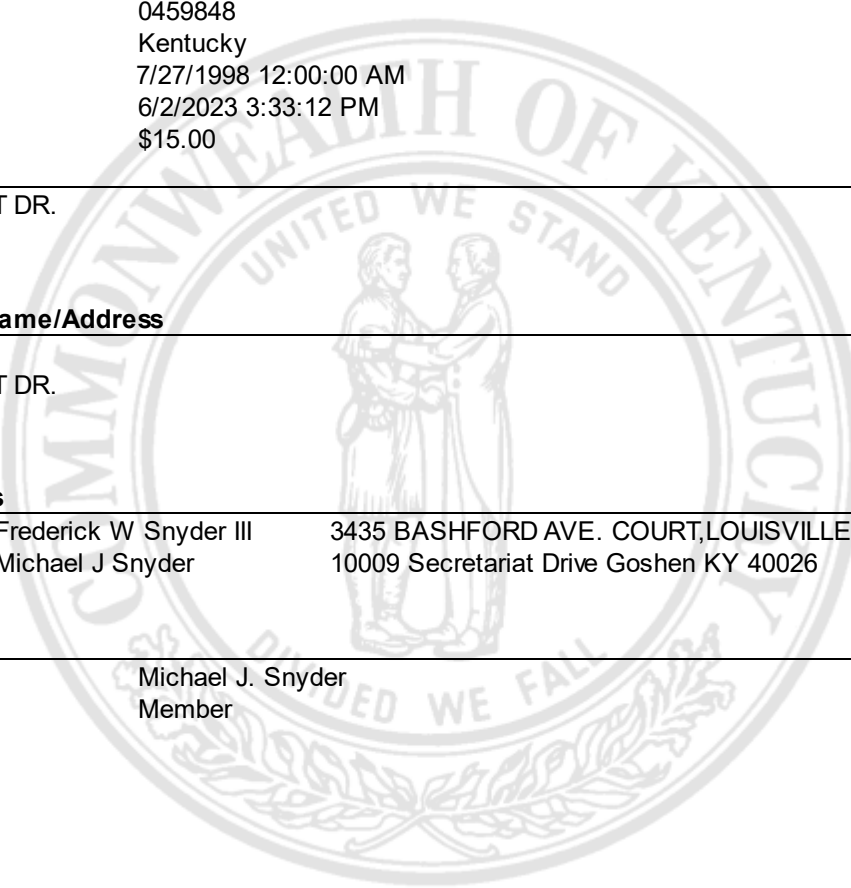 0459848
Kentucky
7/27/1998 12:00:00 AM
6/2/2023 3:33:12 PM
$15.00
T DR.
ame/Address
T DR.
s
Frederick W Snyder III 3435 BASHFORD AVE. COURT,LOUISVILLE
Michael J Snyder 10009 Secretariat Drive Goshen KY 40026
Michael J. Snyder
Member
COMMONWEALTH OF KENTUCKY
UNITED WE STAND
DIVIDED WE FALL